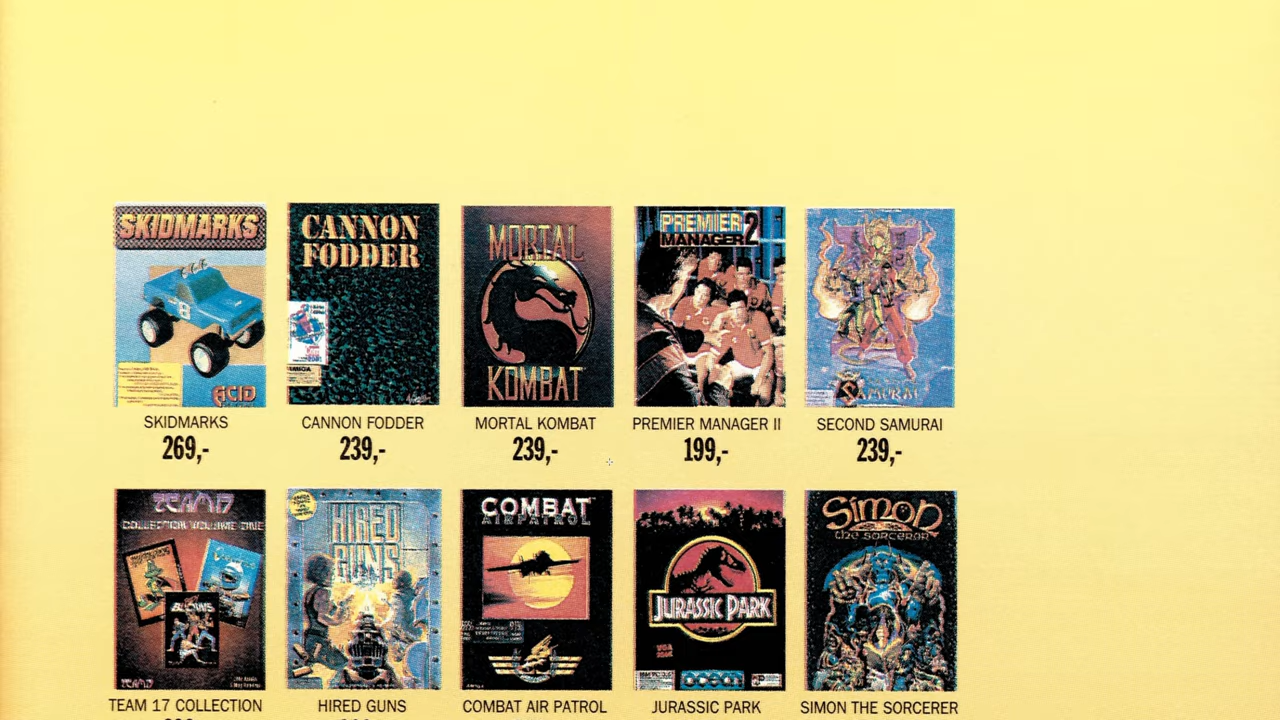 SKIDMARKS
CANNON
FODDER
MORTAL
KOMBAT
PREMIER
MANAGER 2
SAMURAI
ACID
SKIDMARKS
CANNON FODDER
MORTAL KOMBAT
PREMIER MANAGER II
SECOND SAMURAI
269,-
239,-
239,-
199,-
239,-
TEAM 17
COLLECTION VOLUME ONE
HIRED
GUNS
COMBAT
AIR PATROL
JURASSIC PARK
Simon
the SORCERER
TEAM17
ocean
TEAM 17 COLLECTION
HIRED GUNS
COMBAT AIR PATROL
JURASSIC PARK
SIMON THE SORCERER